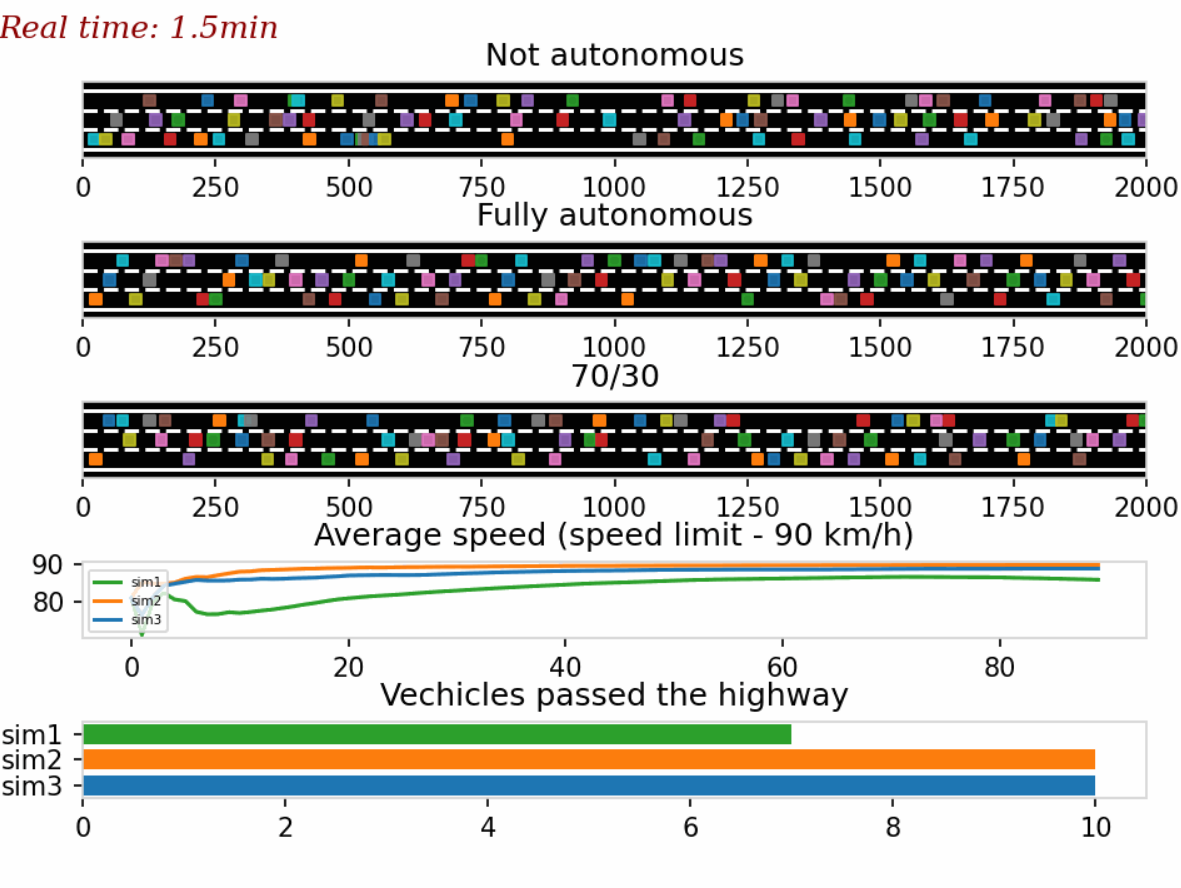 Real time: 1.5min
Not autonomous
0 250 500 750 1000 1250 1500 1750 2000
Fully autonomous
0 250 500 750 1000 1250 1500 1750 2000
70/30
0 250 500 750 1000 1250 1500 1750 2000
Average speed (speed limit - 90 km/h)
90
80
sim1
sim2
sim3
0 20 40 60 80
Vechicles passed the highway
sim1
sim2
sim3
0 2 4 6 8 10